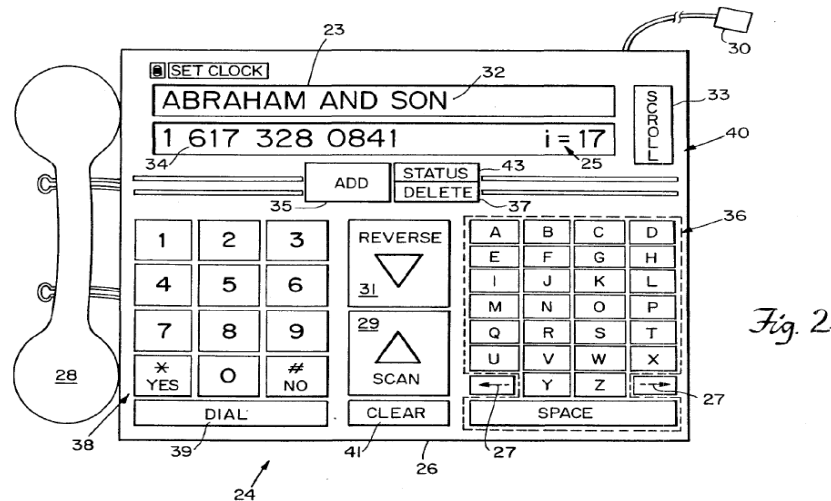 30
23
SET CLOCK
32
ABRAHAM AND SON
33
SCROLL
1 617 328 0841 i = 17
40
34
25
STATUS
43
ADD
DELETE
35
37
36
1 2 3
REVERSE
A B C D
E F G H
4 5 6
31
I J K L
M N O P
Fig. 2
7 8 9
29
Q R S T
28
* YES 0 # NO
SCAN
U V W X
Y Z
27
38
DIAL
CLEAR
SPACE
39
41
26
27
24